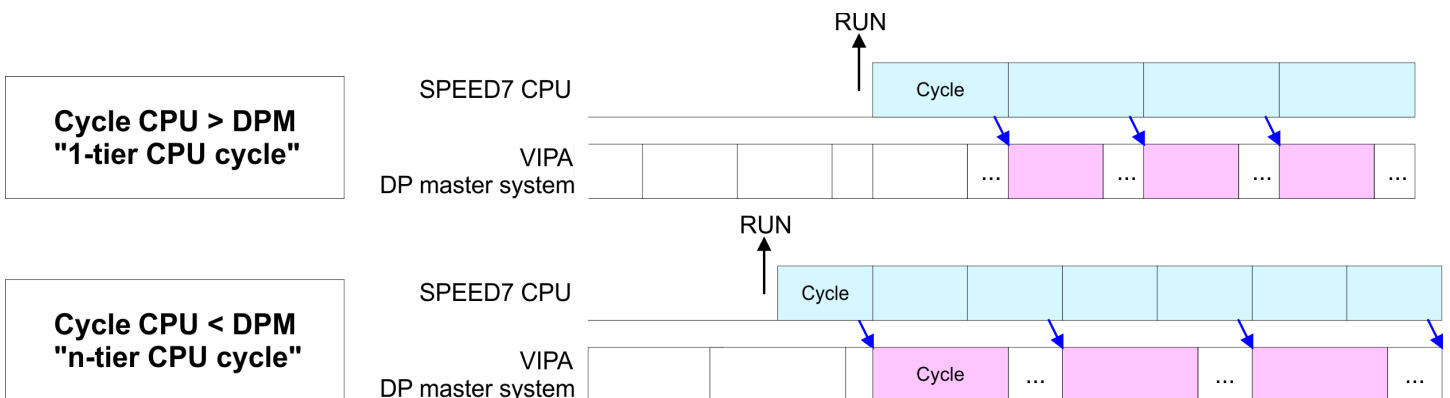 RUN
SPEED7 CPU
Cycle
Cycle CPU > DPM
"1-tier CPU cycle"
VIPA
DP master system
...
...
...
...
RUN
SPEED7 CPU
Cycle
Cycle CPU < DPM
"n-tier CPU cycle"
VIPA
DP master system
Cycle
...
...
...